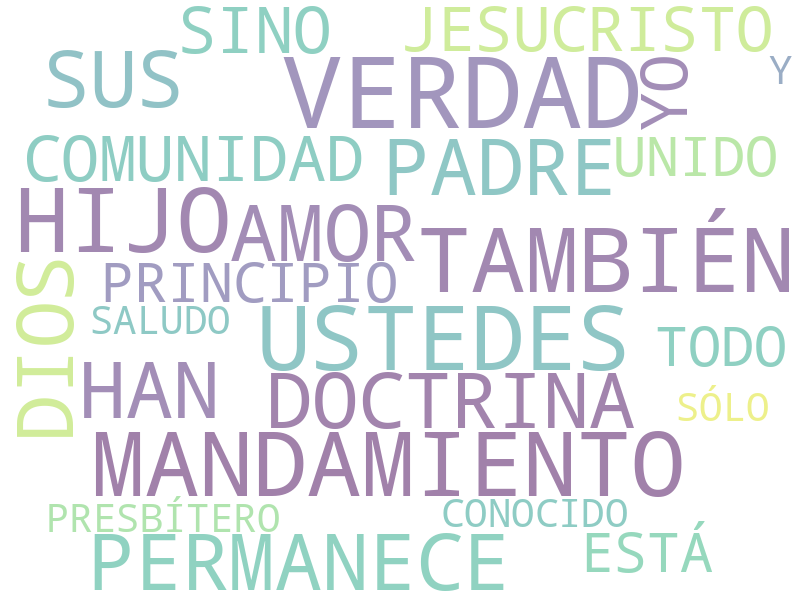 SINO JESUCRISTO
SUS VERDAD YO Y
COMUNIDAD PADRE UNIDO
HIJO AMOR TAMBIÉN
DIOS PRINCIPIO
SALUDO USTEDES TODO
HAN DOCTRINA SÓLO
MANDAMIENTO
PRESBÍTERO CONOCIDO
PERMANECE ESTÁ